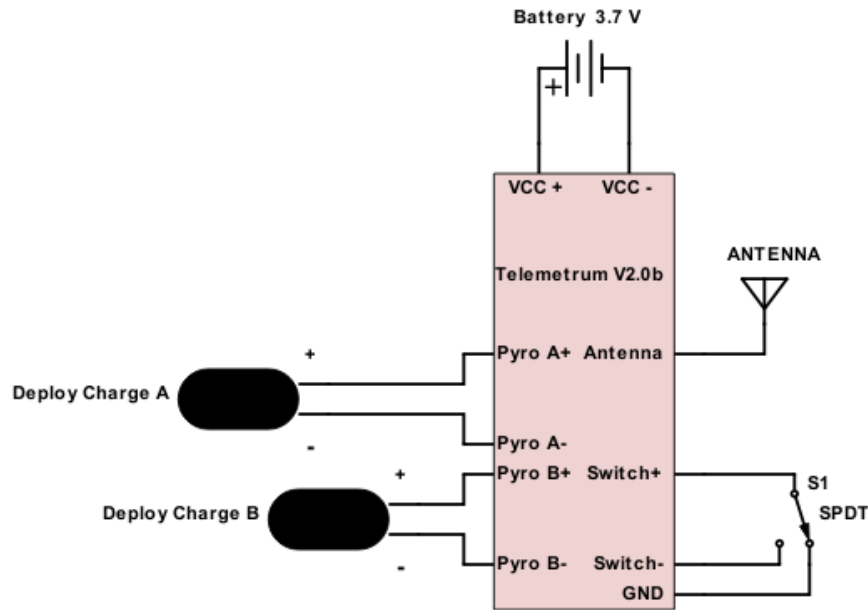 Battery 3.7 V
+
VCC + VCC -
Telemetrum V2.0b
ANTENNA
+
Pyro A+ Antenna
Deploy Charge A
-
Pyro A-
+
Pyro B+ Switch+
S1
SPDT
Deploy Charge B
-
Pyro B- Switch-
GND